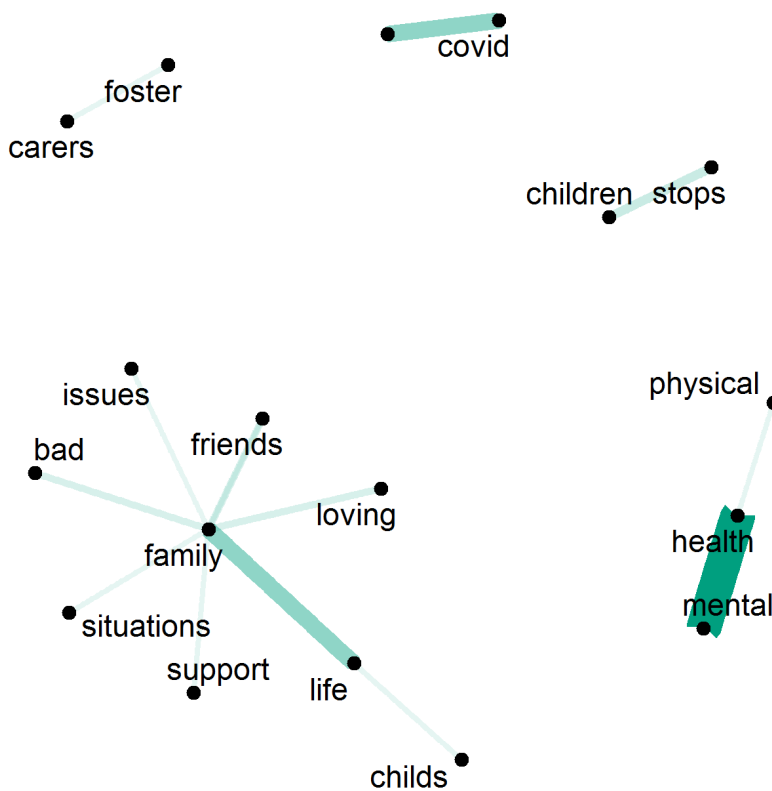 covid
foster
carers
children stops
physical
issues
friends
bad
loving
health
family
mental
situations
support
life
childs